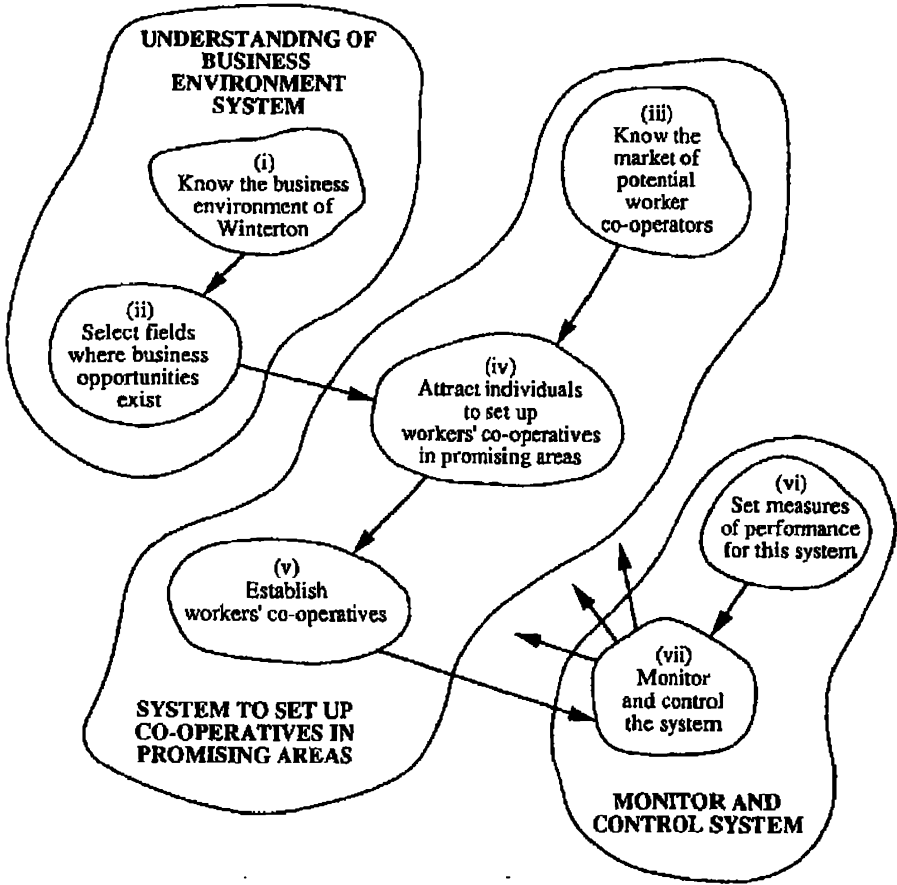 UNDERSTANDING OF
BUSINESS
ENVIRONMENT
SYSTEM
(i)
Know the business
environment of
Winterton
(ii)
Select fields
where business
opportunities
exist
(iii)
Know the
market of
potential
worker
co-operators
(iv)
Attract individuals
to set up
workers' co-operatives
in promising areas
(v)
Establish
workers' co-operatives
SYSTEM TO SET UP
CO-OPERATIVES IN
PROMISING AREAS
(vi)
Set measures
of performance
for this system
(vii)
Monitor
and control
the system
MONITOR AND
CONTROL SYSTEM